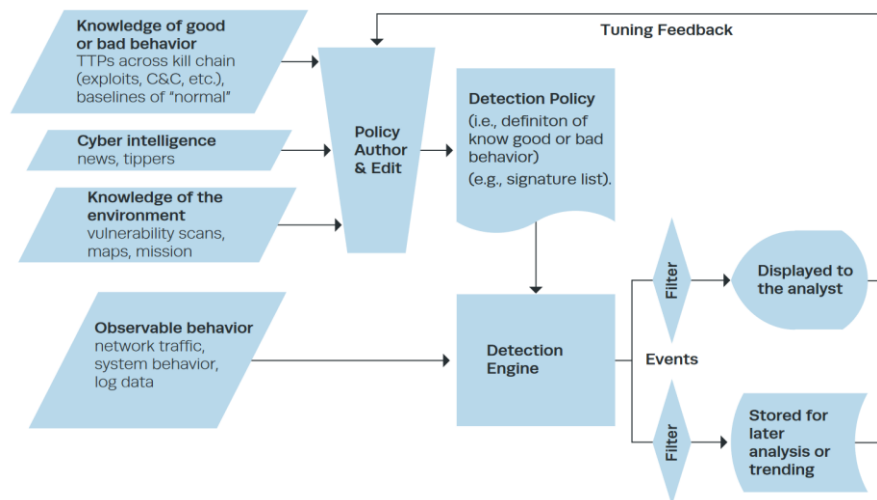 Knowledge of good
or bad behavior
TTPs across kill chain
(exploits, C&C, etc.),
baselines of “normal”
Tuning Feedback
Cyber intelligence
news, tippers
Knowledge of the
environment
vulnerability scans,
maps, mission
Policy
Author
& Edit
Detection Policy
(i.e., definiton of
know good or bad
behavior)
(e.g., signature list).
Observable behavior
network traffic,
system behavior,
log data
Detection
Engine
Events
Filter
Displayed to
the analyst
Filter
Stored for
later
analysis or
trending